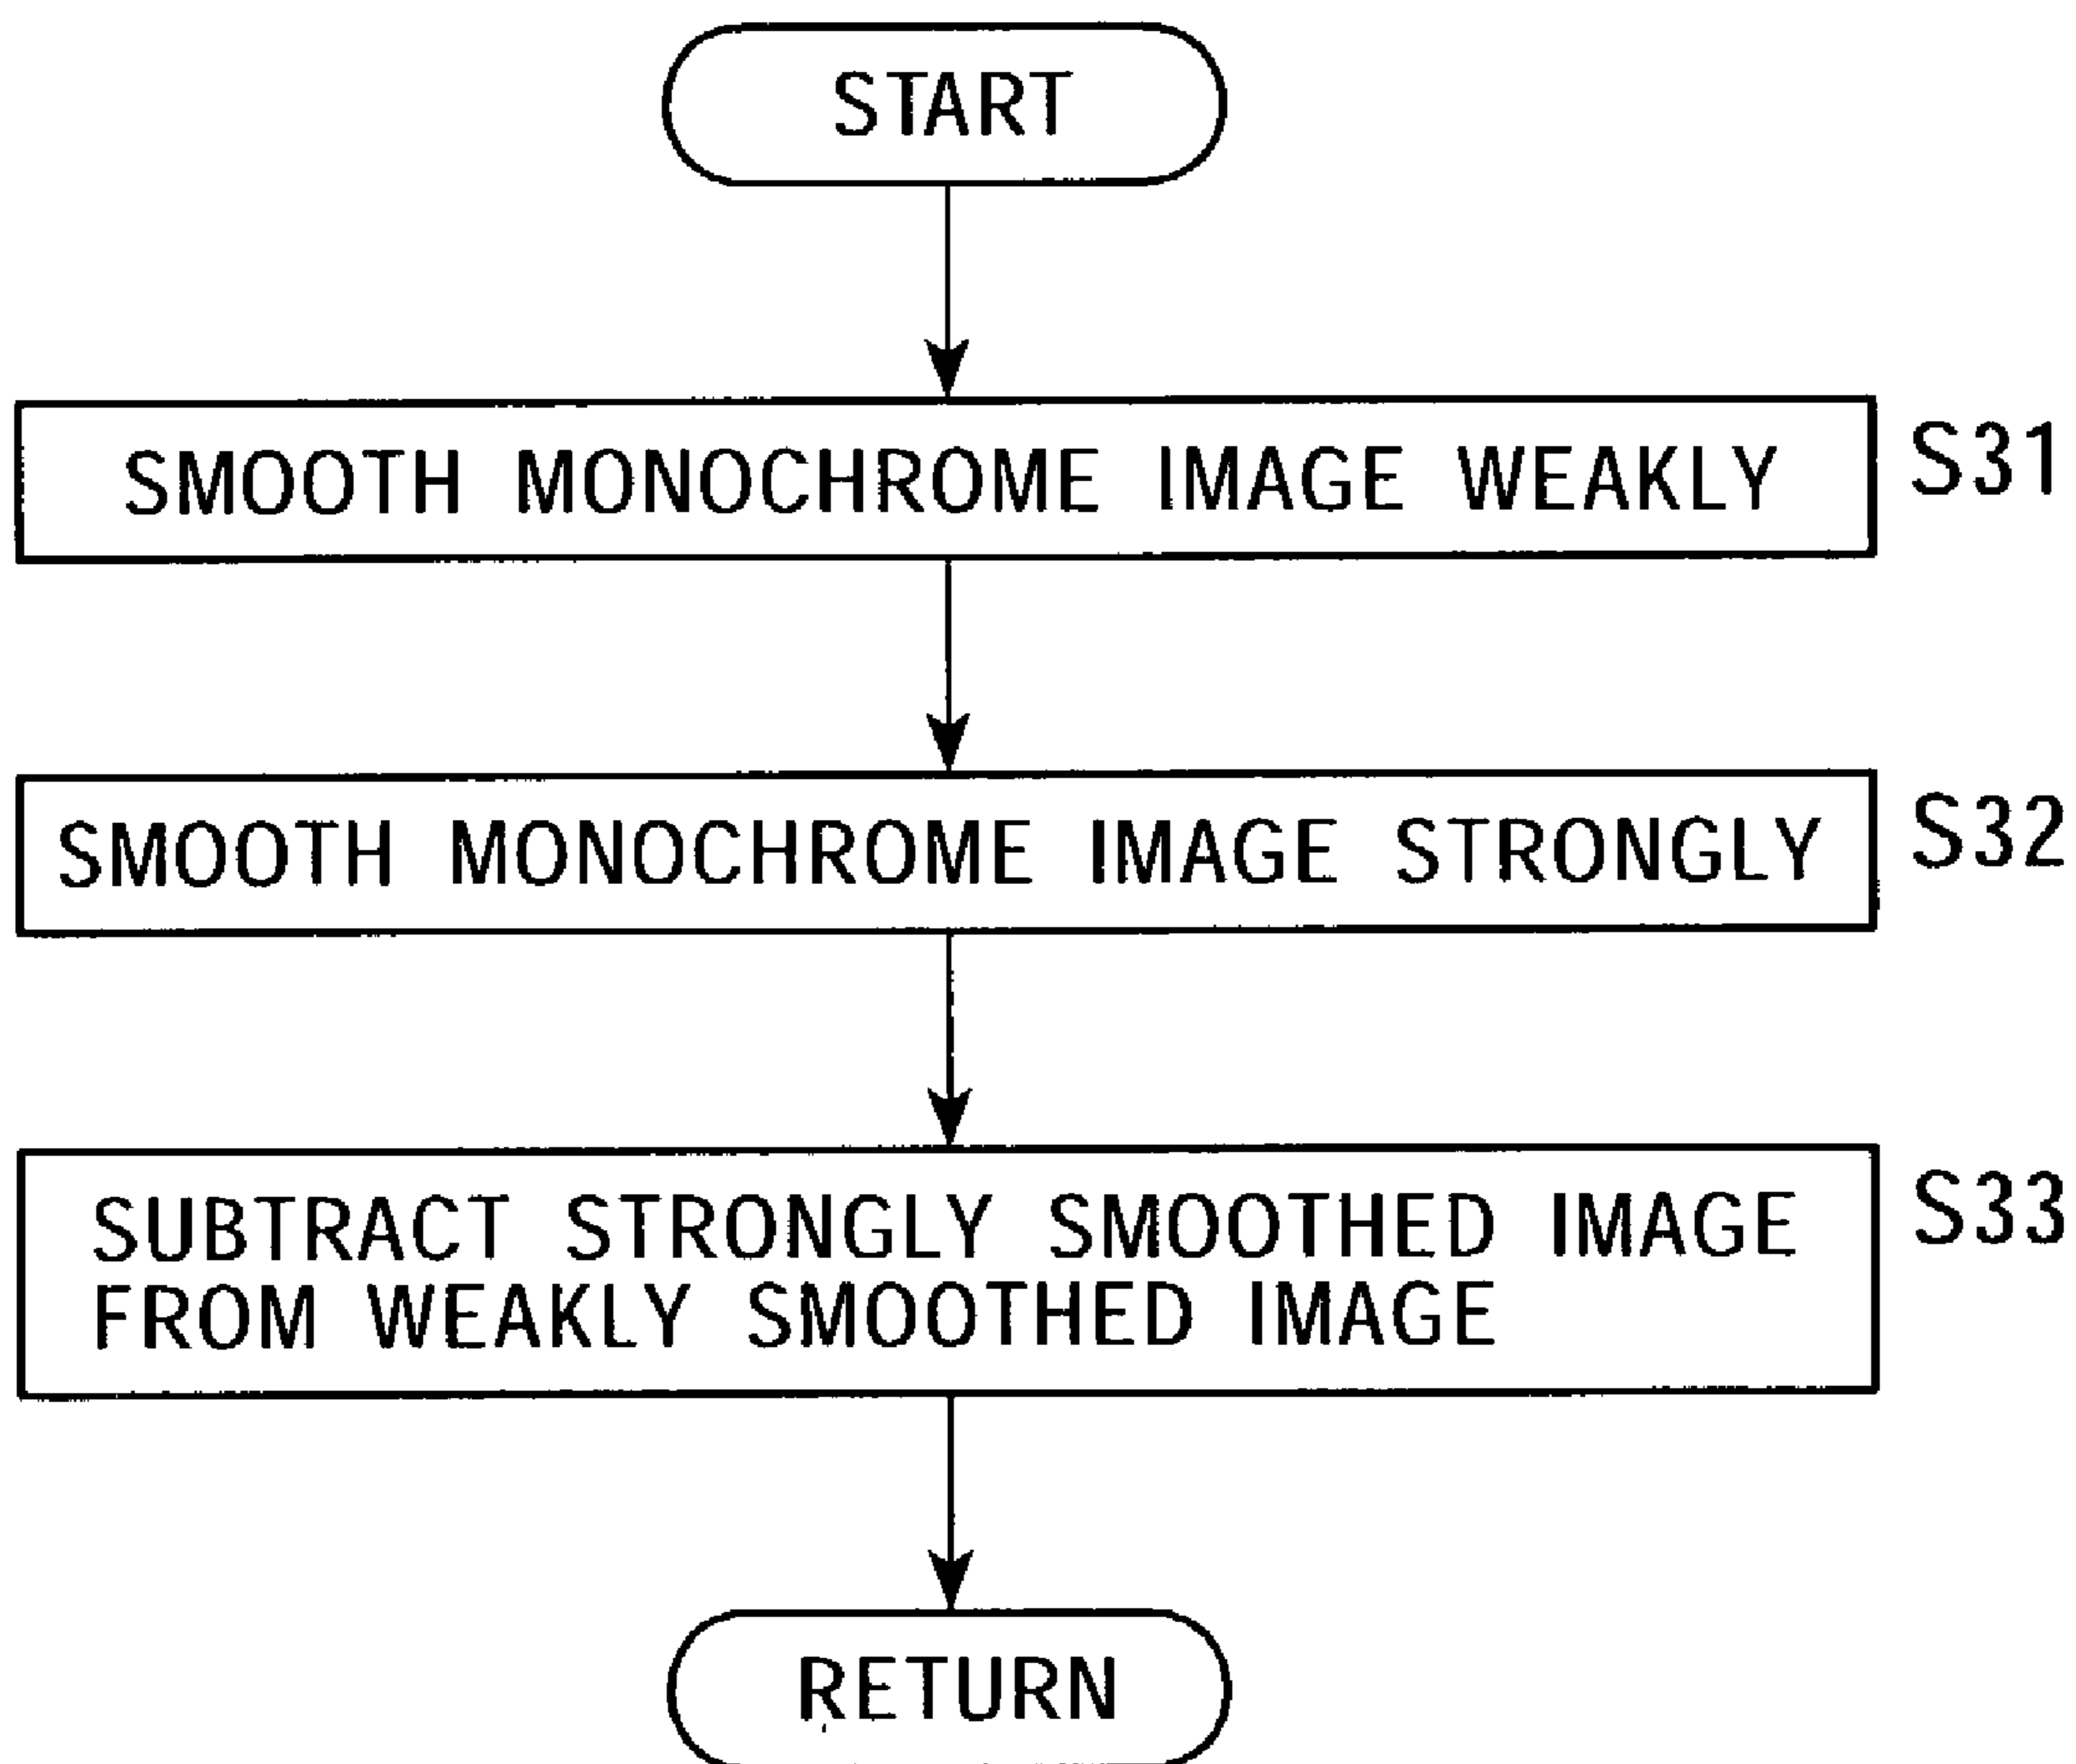 START
SMOOTH MONOCHROME IMAGE WEAKLY
S31
SMOOTH MONOCHROME IMAGE STRONGLY
S32
SUBTRACT STRONGLY SMOOTHED IMAGE
FROM WEAKLY SMOOTHED IMAGE
S33
RETURN